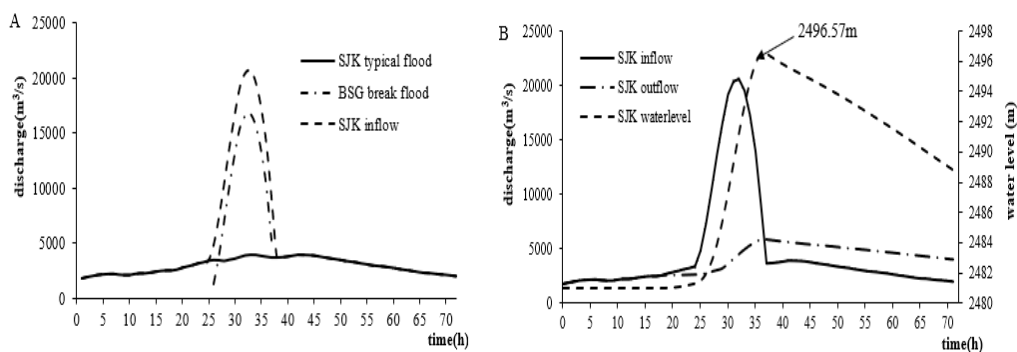 A
25000
20000
15000
10000
5000
0
discharge(m³/s)
0 5 10 15 20 25 30 35 40 45 50 55 60 65 70
time(h)
SJK typical flood
BSG break flood
SJK inflow
B
25000
20000
15000
10000
5000
0
discharge(m³/s)
0 5 10 15 20 25 30 35 40 45 50 55 60 65 70
time(h)
SJK inflow
SJK outflow
SJK waterlevel
2496.57m
2498
2496
2494
2492
2490
2488
2486
2484
2482
2480
water level (m)